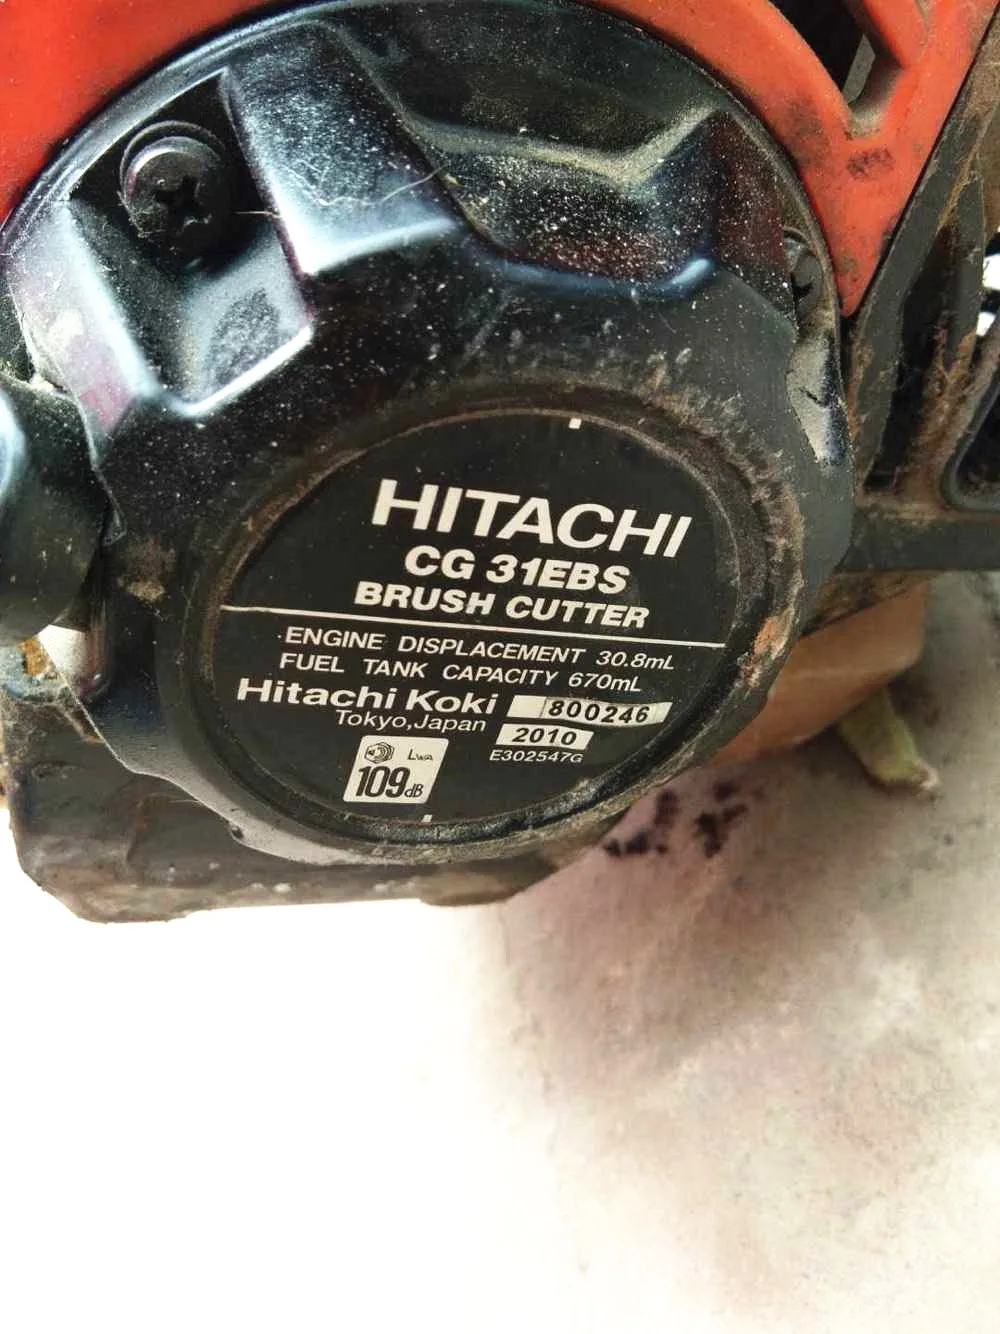 HITACHI
CG 31EBS
BRUSH CUTTER
ENGINE DISPLACEMENT 30.8mL
FUEL TANK CAPACITY 670mL
Hitachi Koki 800246
Tokyo,Japan 2010
E302547G
LWA
109dB